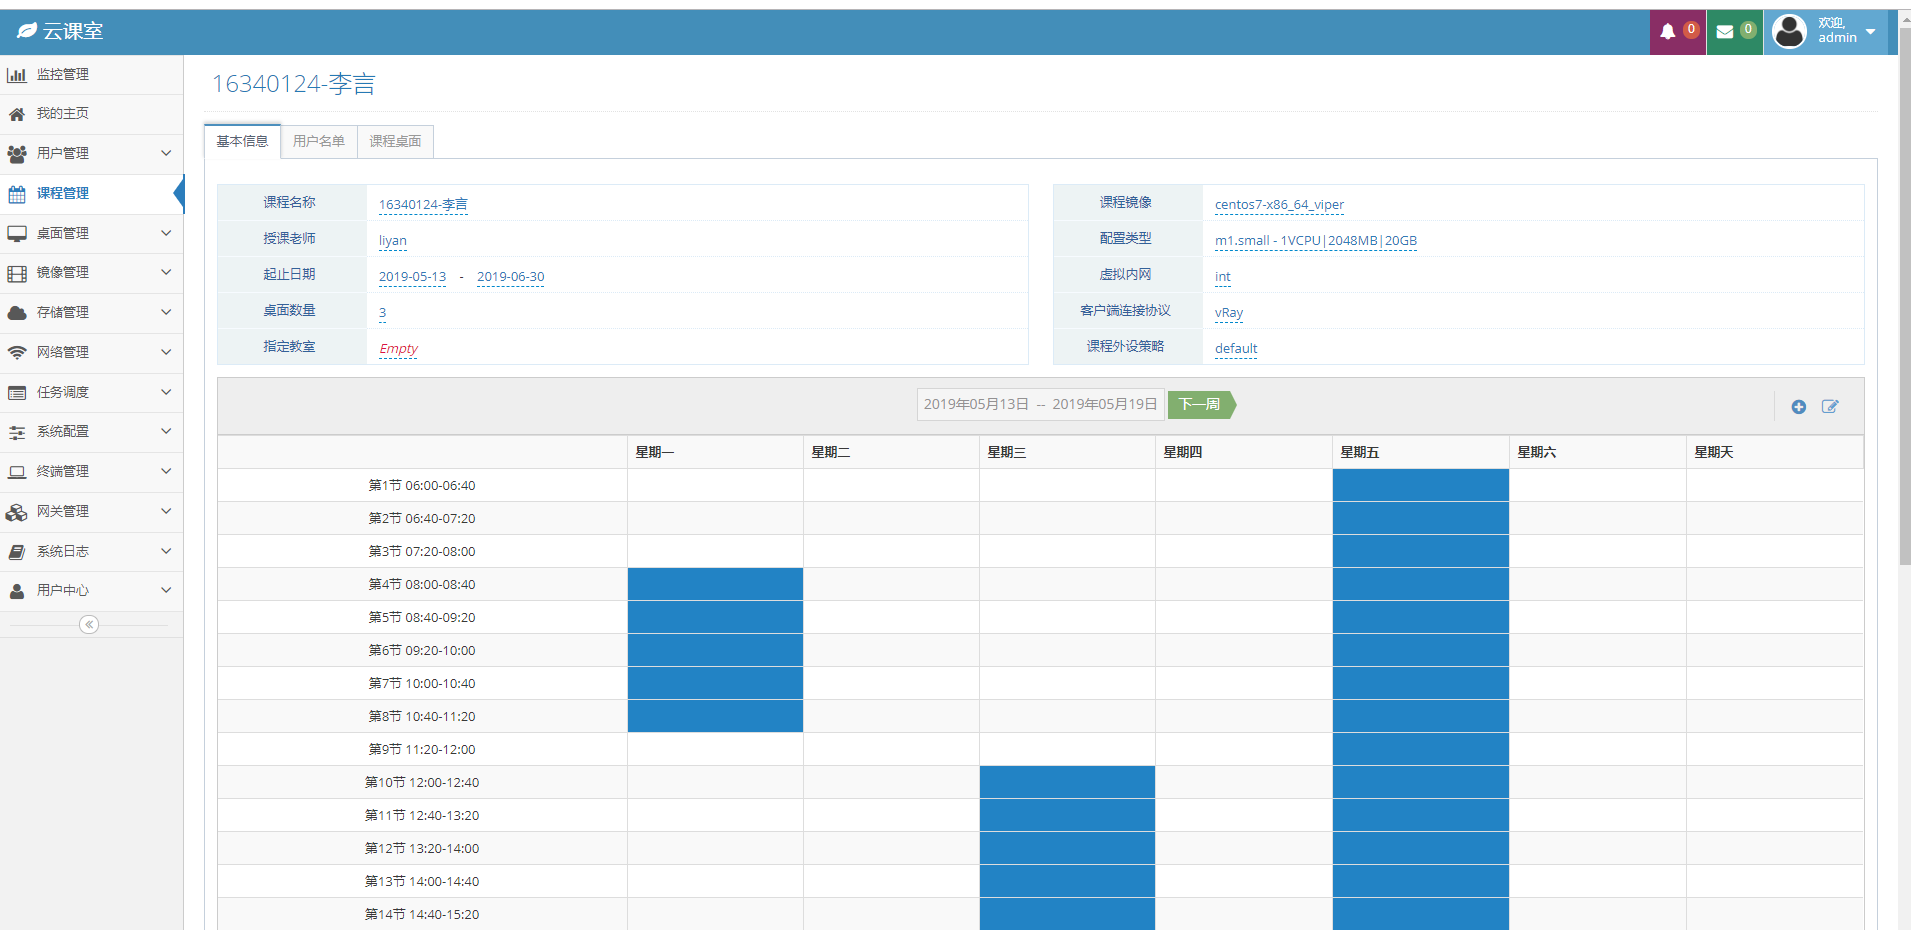 云课室
0
0
欢迎,
admin
监控管理
我的主页
用户管理
课程管理
桌面管理
镜像管理
存储管理
网络管理
任务调度
系统配置
终端管理
网关管理
系统日志
用户中心
16340124-李言
基本信息 用户名单 课程桌面
课程名称 16340124-李言
授课老师 liyan
起止日期 2019-05-13 - 2019-06-30
桌面数量 3
指定教室 Empty
课程镜像 centos7-x86_64_viper
配置类型 m1.small - 1VCPU|2048MB|20GB
虚拟内网 int
客户端连接协议 vRay
课程外设策略 default
2019年05月13日 -- 2019年05月19日 下一周
星期一 星期二 星期三 星期四 星期五 星期六 星期天
第1节 06:00-06:40
第2节 06:40-07:20
第3节 07:20-08:00
第4节 08:00-08:40
第5节 08:40-09:20
第6节 09:20-10:00
第7节 10:00-10:40
第8节 10:40-11:20
第9节 11:20-12:00
第10节 12:00-12:40
第11节 12:40-13:20
第12节 13:20-14:00
第13节 14:00-14:40
第14节 14:40-15:20